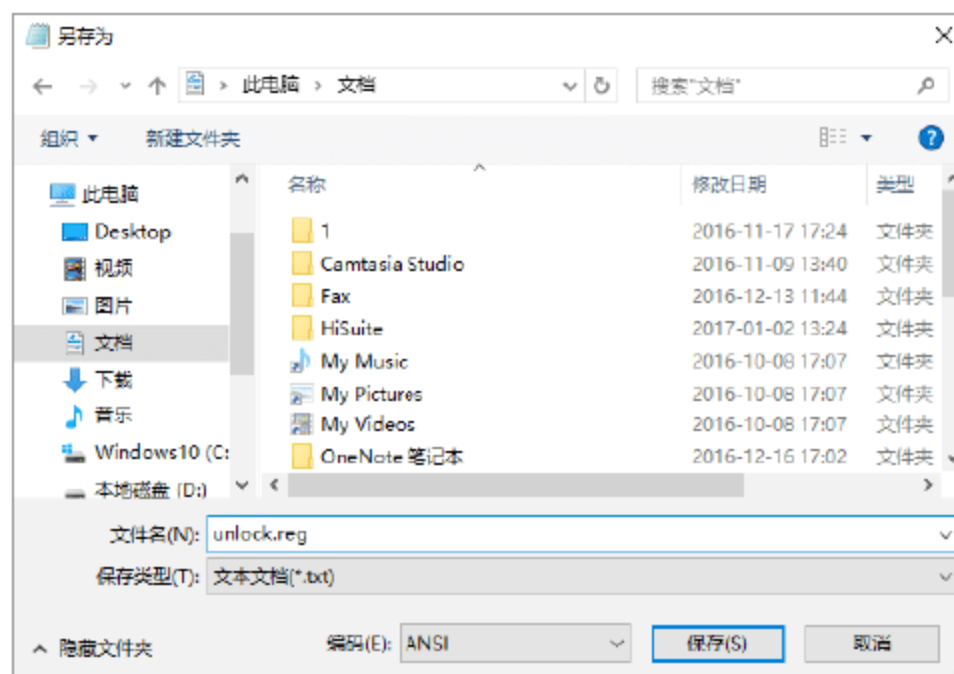 另存为
此电脑 › 文档
搜索"文档"
组织 新建文件夹
此电脑
Desktop
视频
图片
文档
下载
音乐
Windows10 (C:
本地磁盘 (D:)
名称 修改日期 类型
1 2016-11-17 17:24 文件夹
Camtasia Studio 2016-11-09 13:40 文件夹
Fax 2016-12-13 11:44 文件夹
HiSuite 2017-01-02 13:24 文件夹
My Music 2016-10-08 17:07 文件夹
My Pictures 2016-10-08 17:07 文件夹
My Videos 2016-10-08 17:07 文件夹
OneNote 笔记本 2016-12-16 17:02 文件夹
文件名(N): unlock.reg
保存类型(T): 文本文档(*.txt)
隐藏文件夹 编码(E): ANSI 保存(S) 取消